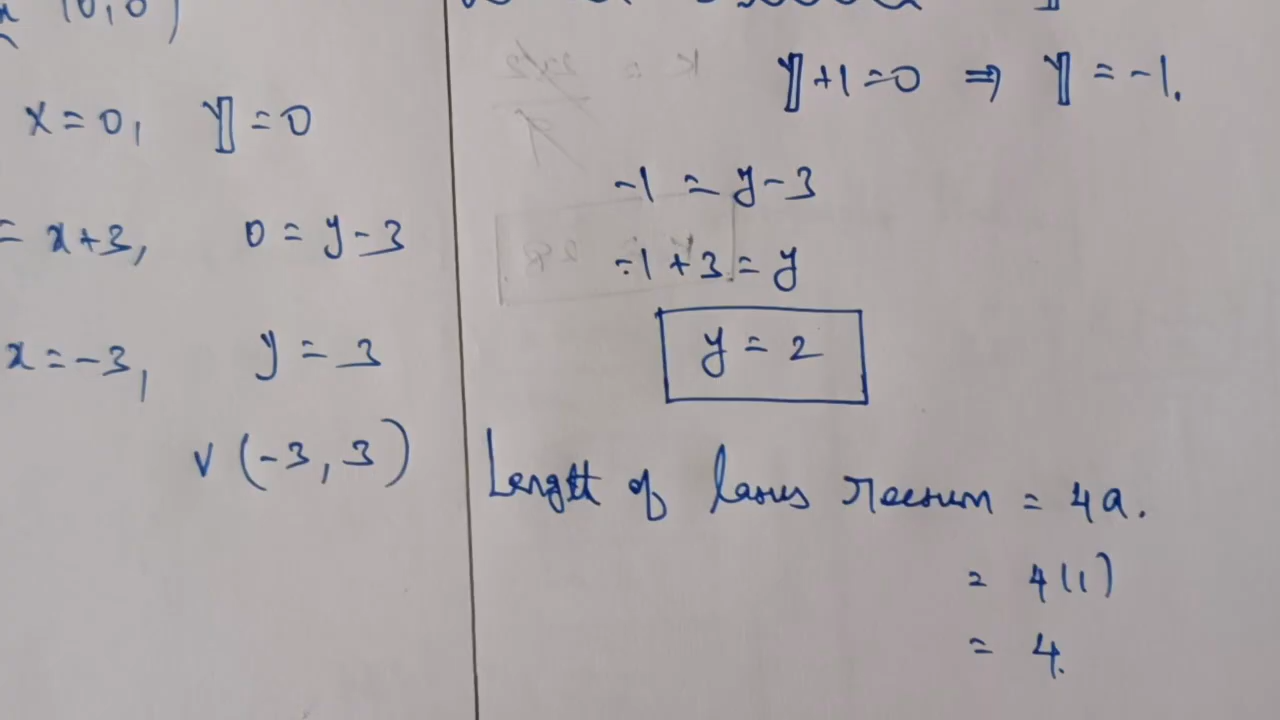 (0,0)
x=0, Y=0
= x+3, 0 = y-3
x=-3, y = 3
V (-3, 3)
Y+1=0 ⇒ Y = -1.
-1 = y-3
-1+3 = y
y = 2
Length of latus rectum = 4a.
= 4(1)
= 4.